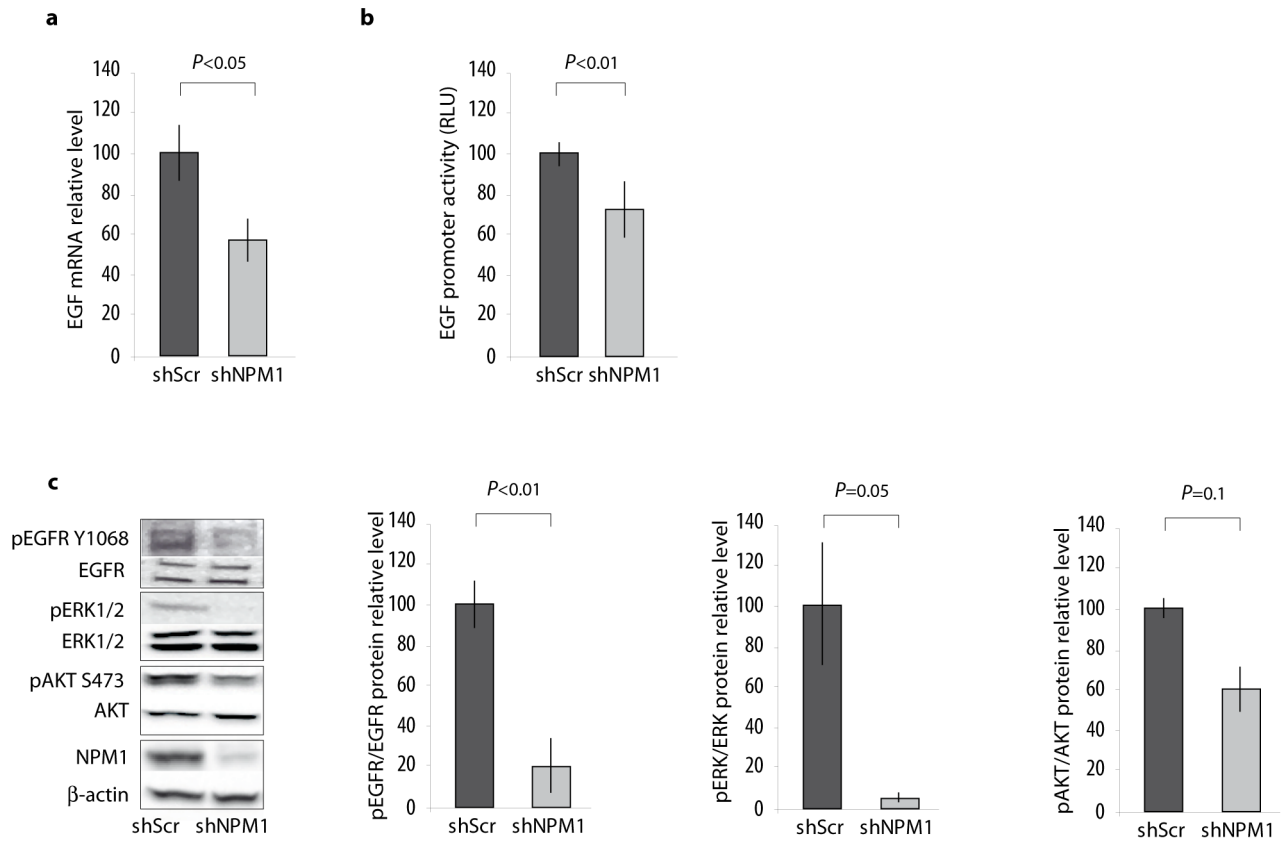 a
P<0.05
EGF mRNA relative level
140
120
100
80
60
40
20
0
shScr shNPM1
b
P<0.01
EGF promoter activity (RLU)
140
120
100
80
60
40
20
0
shScr shNPM1
c
pEGFR Y1068
EGFR
pERK1/2
ERK1/2
pAKT S473
AKT
NPM1
β-actin
shScr shNPM1
P<0.01
pEGFR/EGFR protein relative level
140
120
100
80
60
40
20
0
shScr shNPM1
P=0.05
pERK/ERK protein relative level
140
120
100
80
60
40
20
0
shScr shNPM1
P=0.1
pAKT/AKT protein relative level
140
120
100
80
60
40
20
0
shScr shNPM1